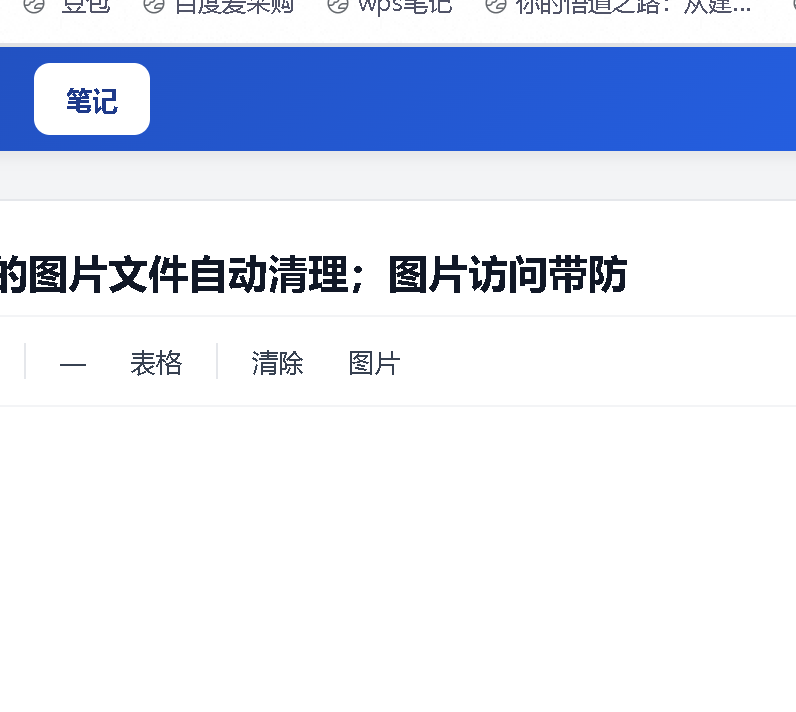 豆包 百度爱采购 wps笔记 你的悟道之路：从建...
笔记
的图片文件自动清理；图片访问带防
— 表格 清除 图片